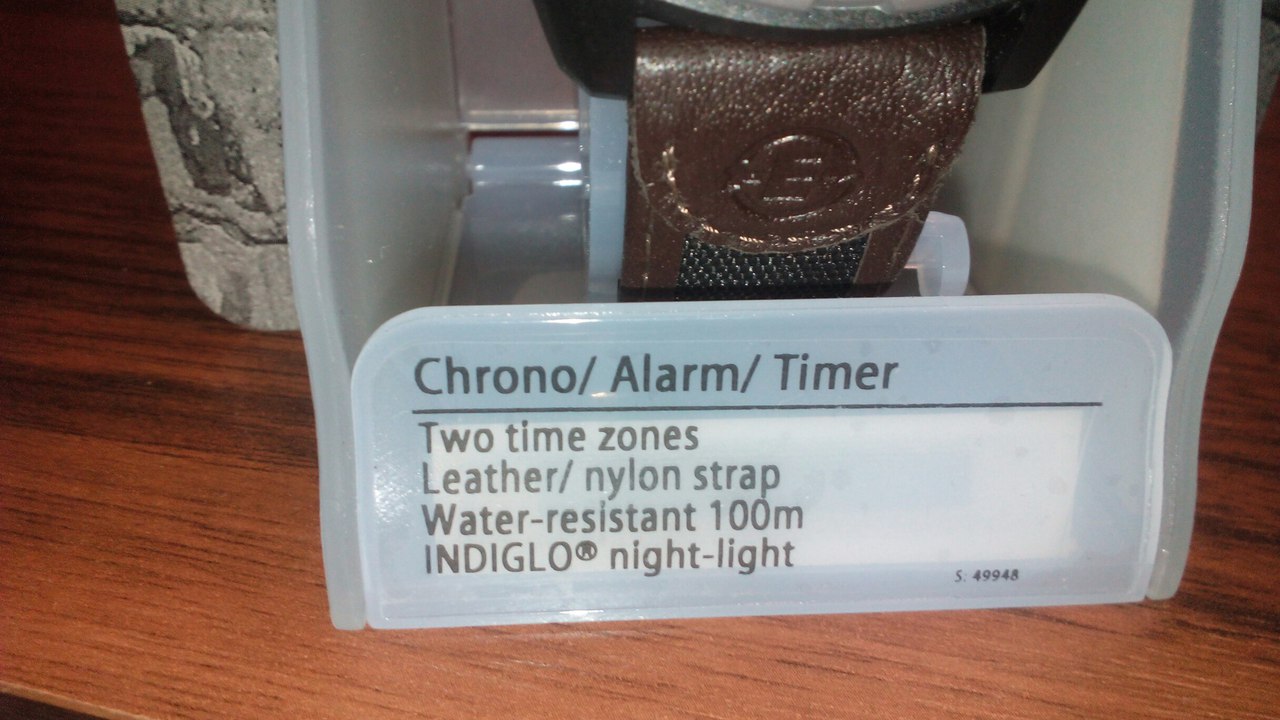 Chrono/ Alarm/ Timer
Two time zones
Leather/ nylon strap
Water-resistant 100m
INDIGLO® night-light
S: 49948